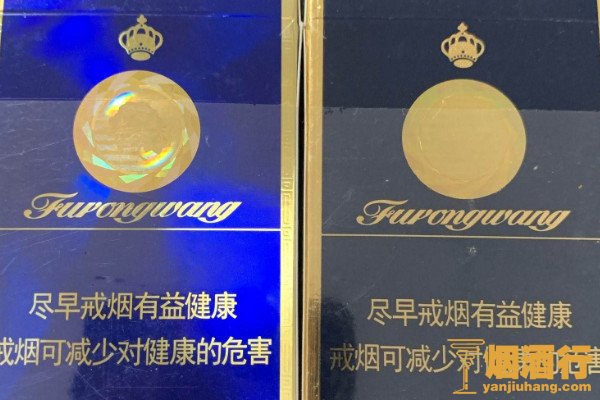 Furongwang
尽早戒烟有益健康
戒烟可减少对健康的危害
Furongwang
尽早戒烟有益健康
戒烟可减少对健康的危害
烟酒行
yanjiuhang.com